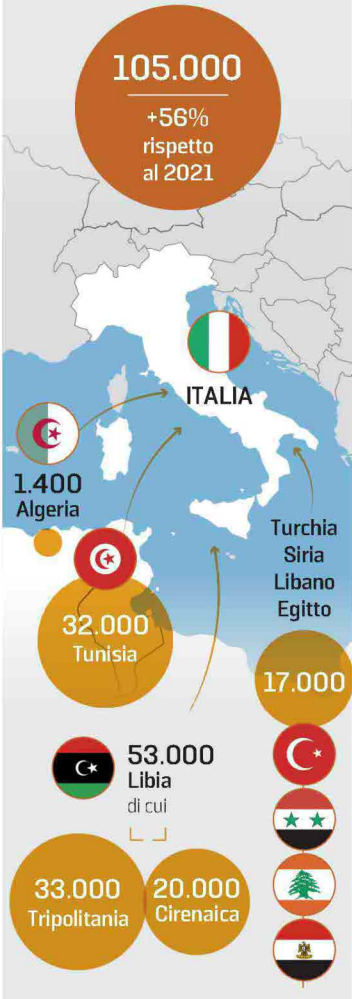 105.000
+56%
rispetto
al 2021
ITALIA
1.400
Algeria
Turchia
Siria
Libano
Egitto
32.000
Tunisia
17.000
53.000
Libia
di cui
33.000
Tripolitania
20.000
Cirenaica